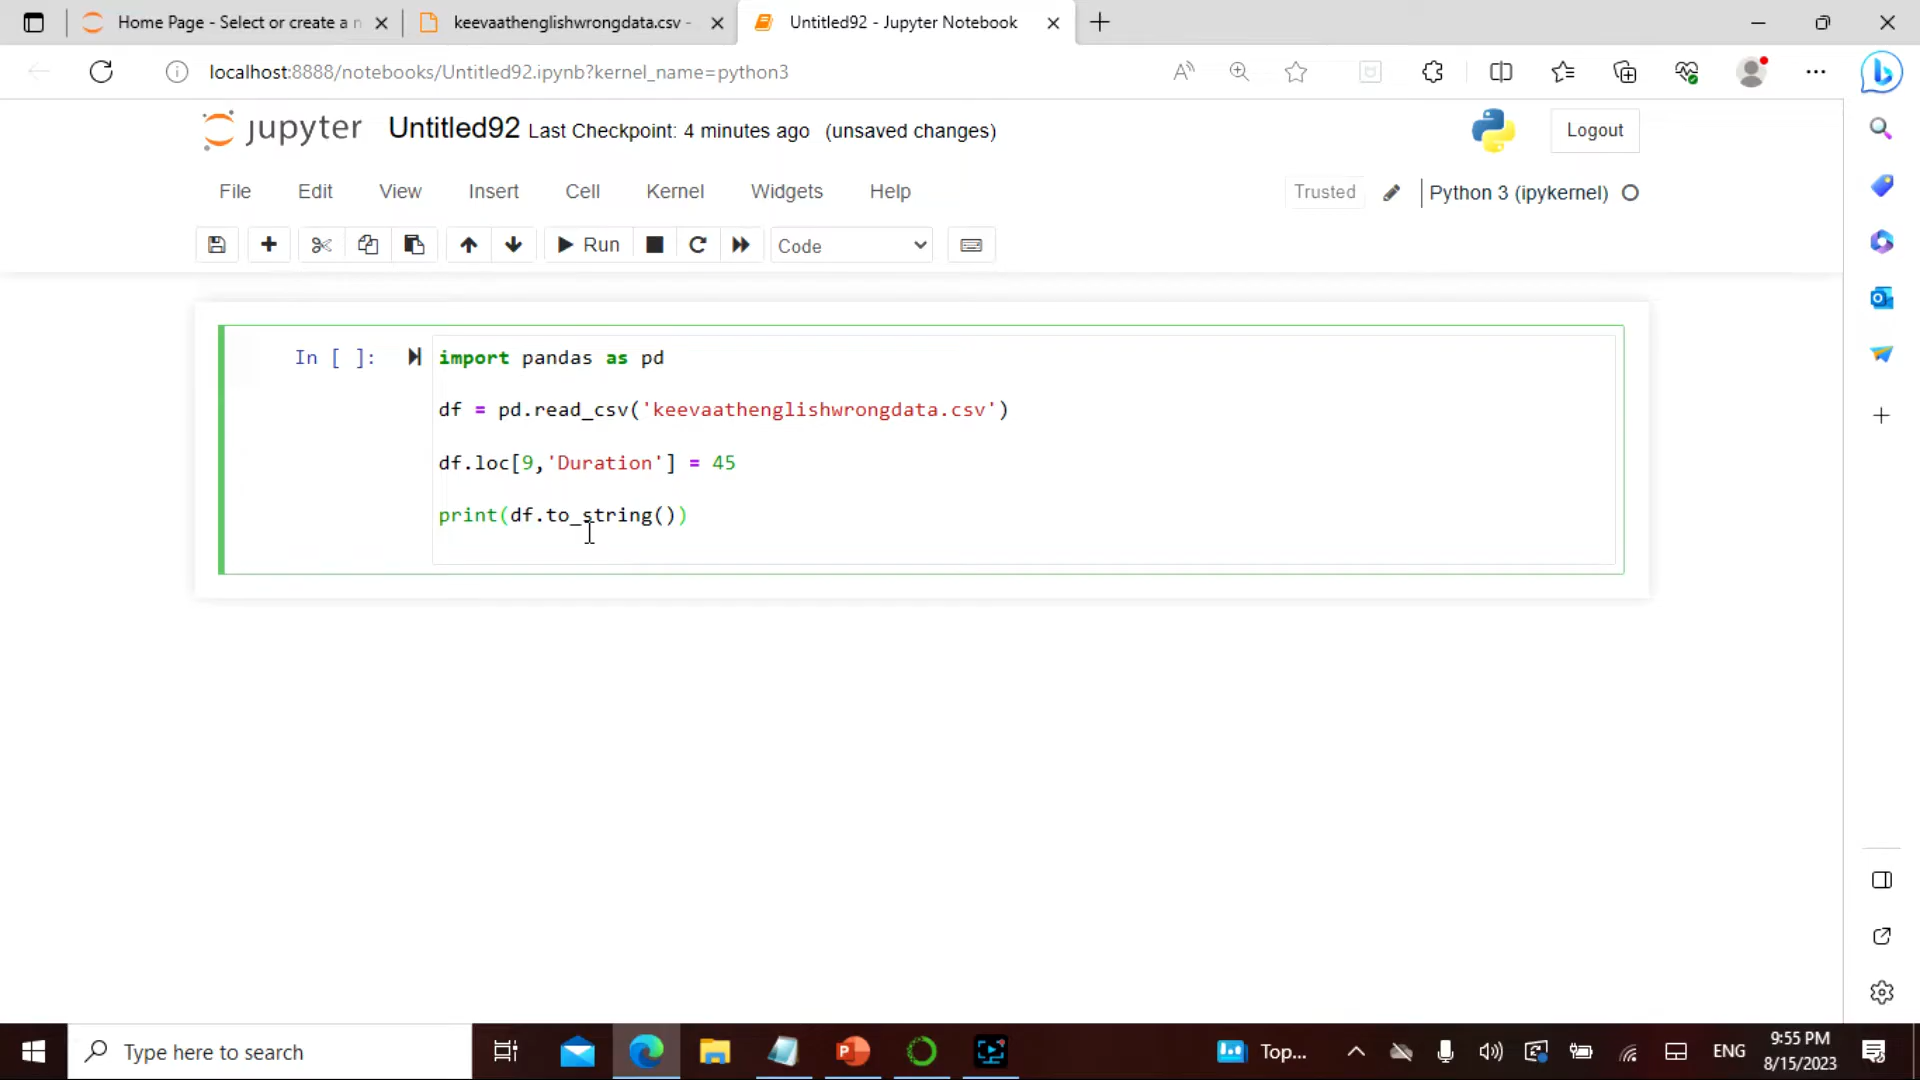 Home Page - Select or create a n
keevaathenglishwrongdata.csv -
Untitled92 - Jupyter Notebook
localhost:8888/notebooks/Untitled92.ipynb?kernel_name=python3
jupyter Untitled92 Last Checkpoint: 4 minutes ago (unsaved changes)
Logout
File Edit View Insert Cell Kernel Widgets Help
Trusted Python 3 (ipykernel)
Run Code
In [ ]: import pandas as pd
df = pd.read_csv('keevaathenglishwrongdata.csv')
df.loc[9,'Duration'] = 45
print(df.to_string())
Type here to search
Top...
ENG
9:55 PM
8/15/2023